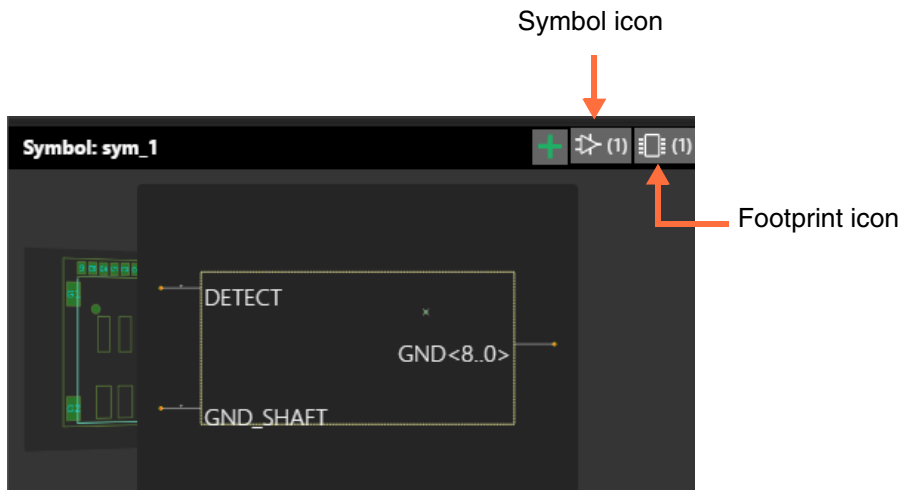 Symbol icon
Symbol: sym_1
(1)
(1)
Footprint icon
DETECT
GND<8..0>
GND_SHAFT